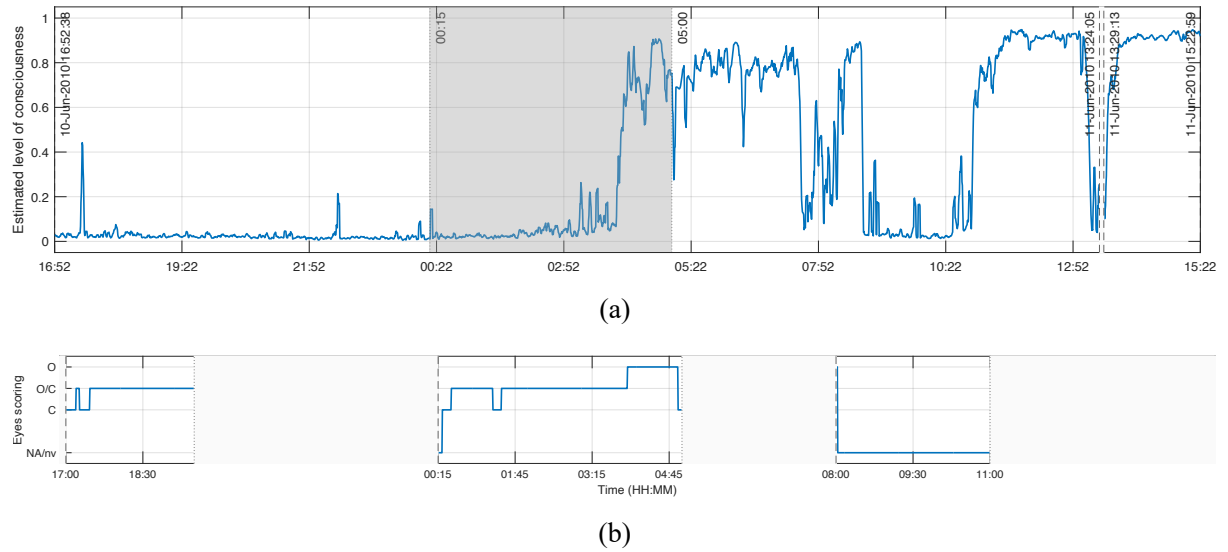 1
0.8
0.6
0.4
0.2
0
Estimated level of consciousness
10-Jun-2010 16:52:38
00:15
05:00
11-Jun-2010 13:24:05
11-Jun-2010 13:29:13
11-Jun-2010 15:22:59
16:52 19:22 21:52 00:22 02:52 05:22 07:52 10:22 12:52 15:22
(a)
O
O/C
C
NA/nv
Eyes scoring
17:00 18:30 00:15 01:45 03:15 04:45 08:00 09:30 11:00
Time (HH:MM)
(b)